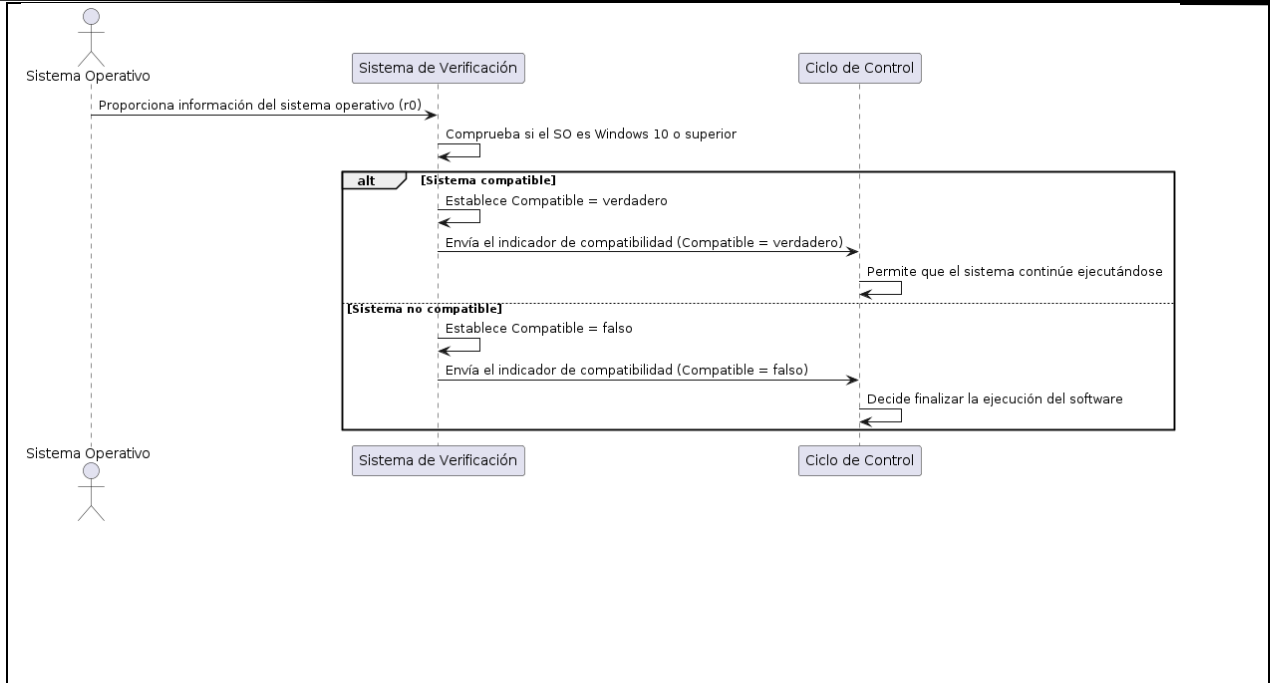 Sistema Operativo
Sistema de Verificación
Ciclo de Control
Proporciona información del sistema operativo (r0)
Comprueba si el SO es Windows 10 o superior
alt
[Sistema compatible]
Establece Compatible = verdadero
Envía el indicador de compatibilidad (Compatible = verdadero)
Permite que el sistema continúe ejecutándose
[Sistema no compatible]
Establece Compatible = falso
Envía el indicador de compatibilidad (Compatible = falso)
Decide finalizar la ejecución del software
Sistema Operativo
Sistema de Verificación
Ciclo de Control